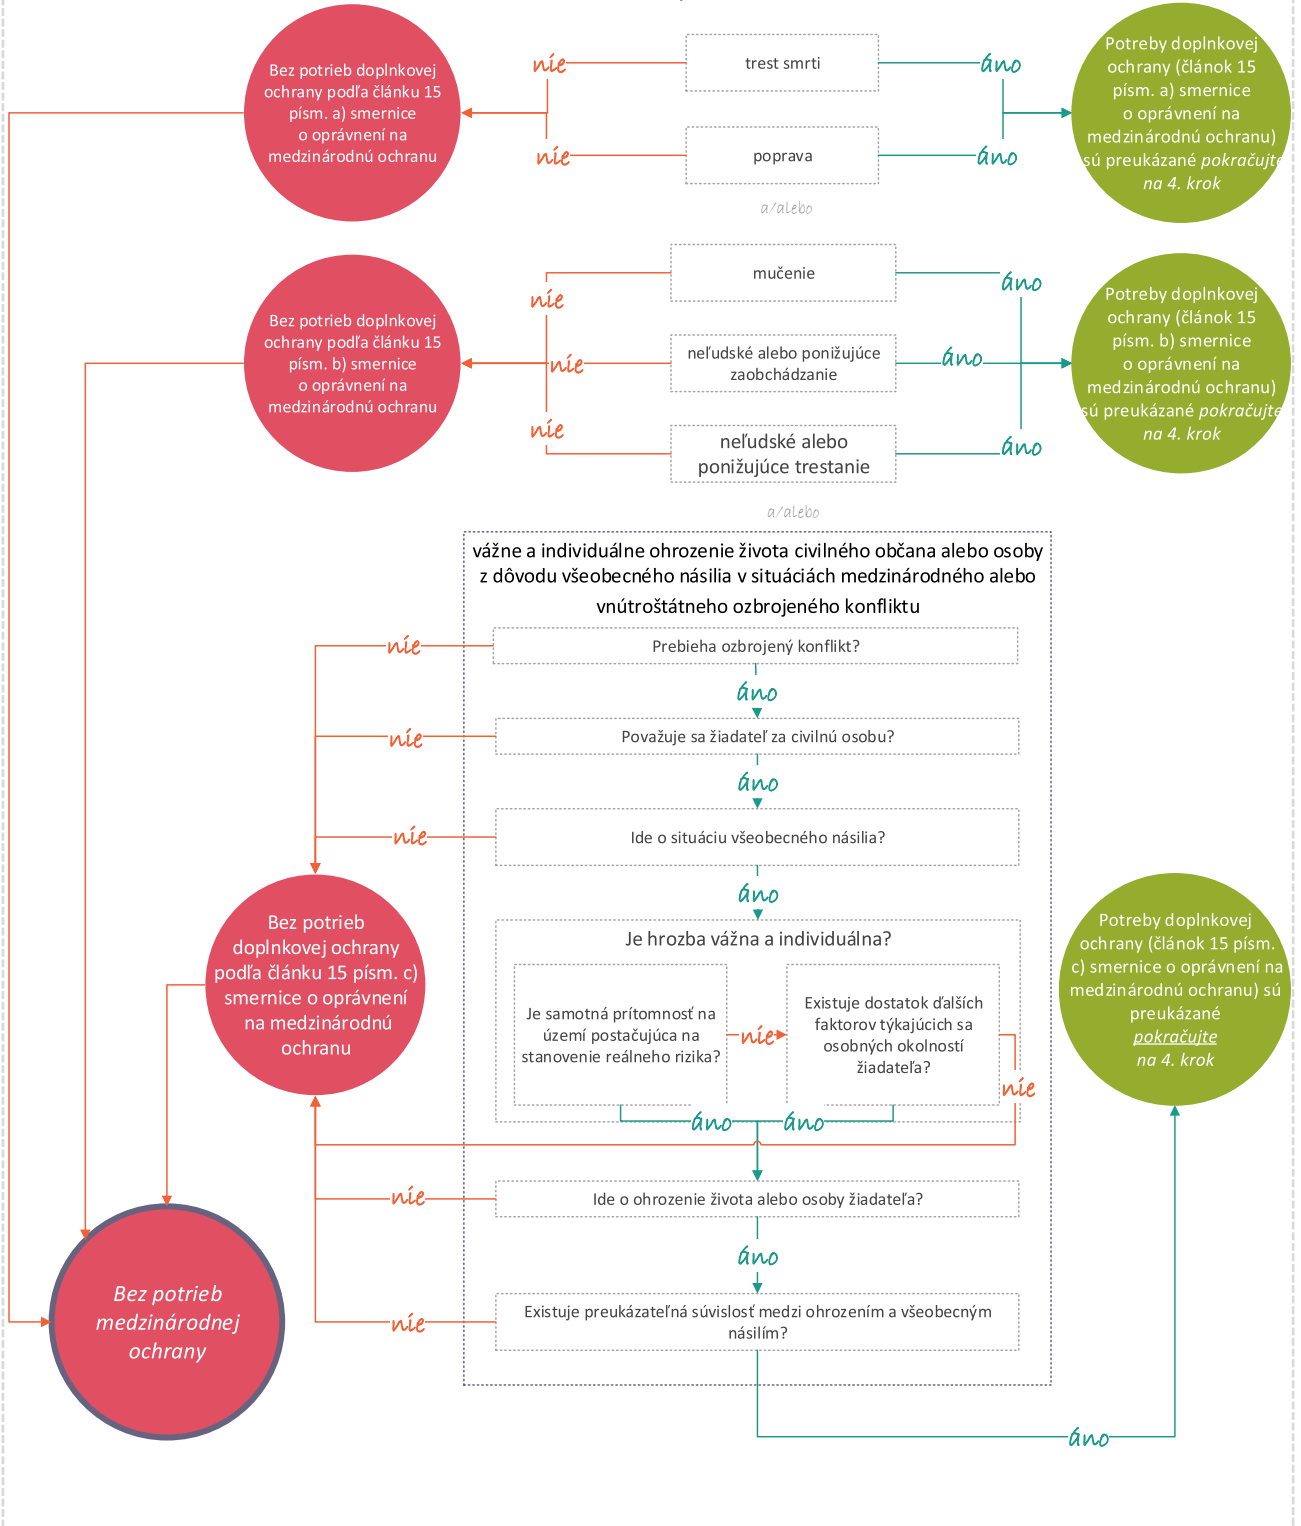 Bez potrieb doplnkovej
ochrany podľa článku 15
písm. a) smernice
o oprávnení na
medzinárodnú ochranu
nie
nie
trest smrti
poprava
áno
áno
Potreby doplnkovej
ochrany (článok 15
písm. a) smernice
o oprávnení na
medzinárodnú ochranu)
sú preukázané pokračujte
na 4. krok
a/alebo
Bez potrieb doplnkovej
ochrany podľa článku 15
písm. b) smernice
o oprávnení na
medzinárodnú ochranu
nie
nie
nie
mučenie
neľudské alebo ponižujúce
zaobchádzanie
neľudské alebo
ponižujúce trestanie
áno
áno
áno
Potreby doplnkovej
ochrany (článok 15
písm. b) smernice
o oprávnení na
medzinárodnú ochranu)
sú preukázané pokračujte
na 4. krok
a/alebo
vážne a individuálne ohrozenie života civilného občana alebo osoby
z dôvodu všeobecného násilia v situáciách medzinárodného alebo
vnútroštátneho ozbrojeného konfliktu
nie
Prebieha ozbrojený konflikt?
áno
nie
Považuje sa žiadateľ za civilnú osobu?
áno
nie
Ide o situáciu všeobecného násilia?
áno
Bez potrieb
doplnkovej ochrany
podľa článku 15 písm. c)
smernice o oprávnení
na medzinárodnú
ochranu
Je hrozba vážna a individuálna?
Je samotná prítomnosť na
území postačujúca na
stanovenie reálneho rizika?
nie
Existuje dostatok ďalších
faktorov týkajúcich sa
osobných okolností
žiadateľa?
nie
áno
áno
Potreby doplnkovej
ochrany (článok 15 písm.
c) smernice o oprávnení na
medzinárodnú ochranu) sú
preukázané
pokračujte
na 4. krok
nie
Ide o ohrozenie života alebo osoby žiadateľa?
áno
nie
Existuje preukázateľná súvislosť medzi ohrozením a všeobecným
násilím?
Bez potrieb
medzinárodnej
ochrany
áno